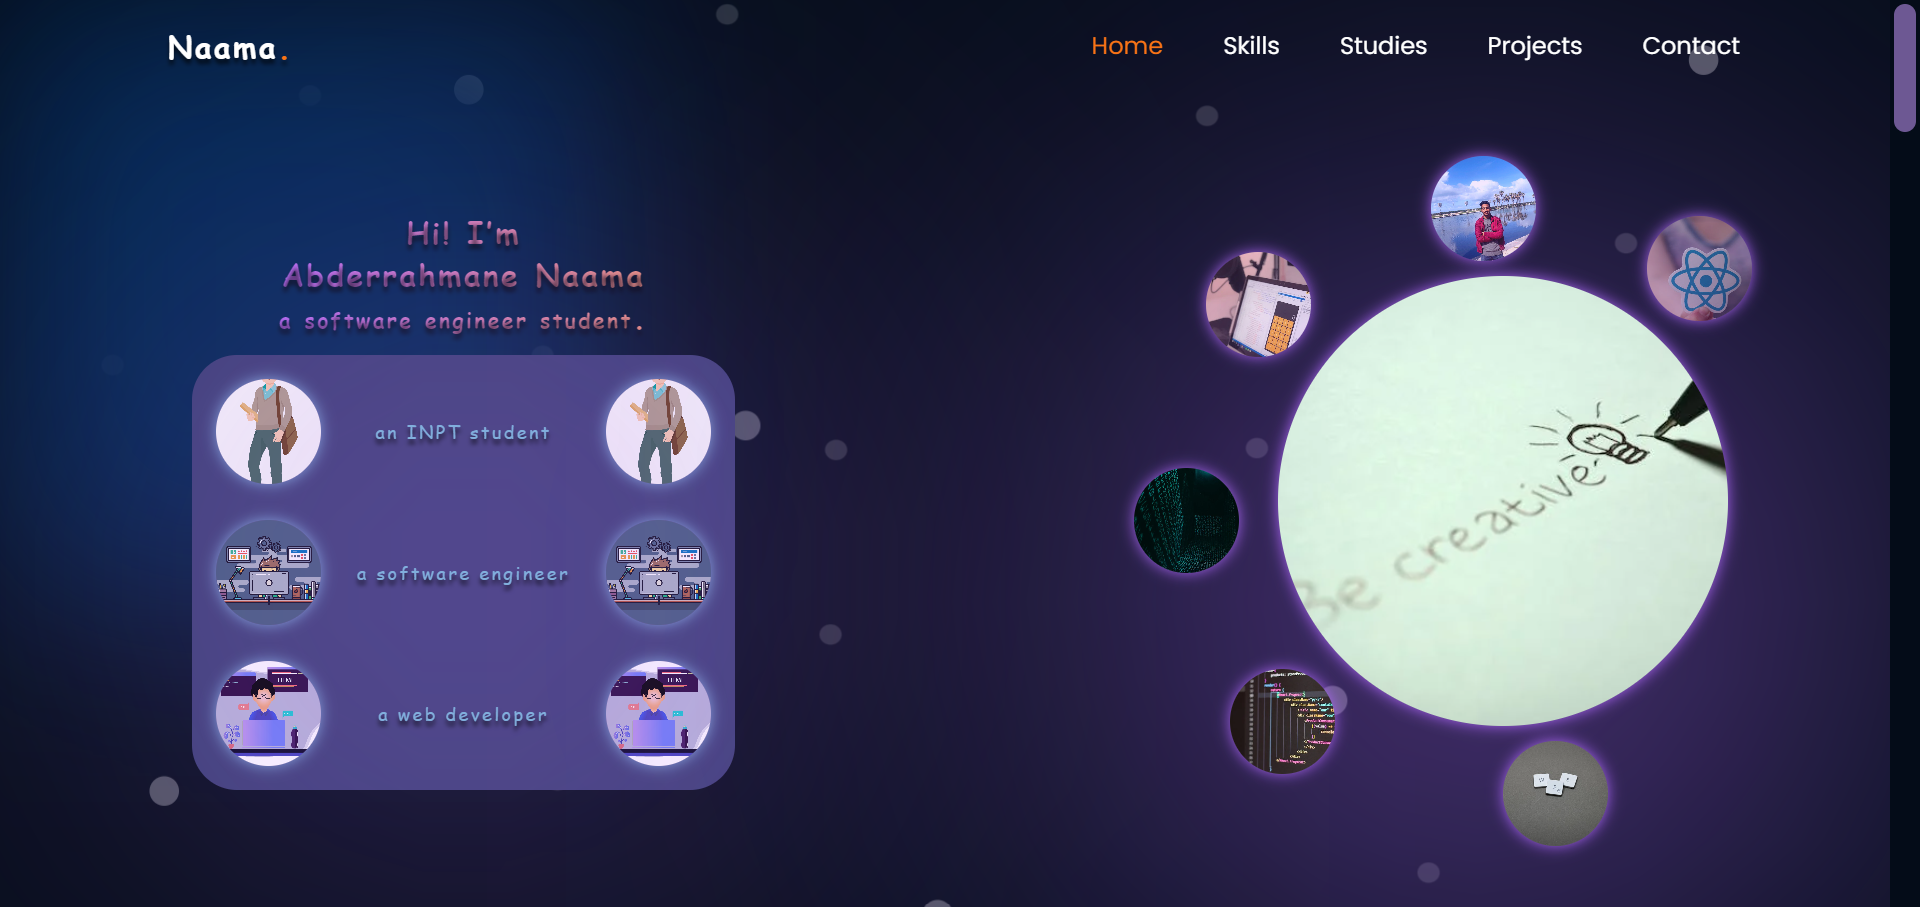 Naama.
Home Skills Studies Projects Contact
Hi! I'm
Abderrahmane Naama
a software engineer student.
an INPT student
a software engineer
a web developer
Be creative